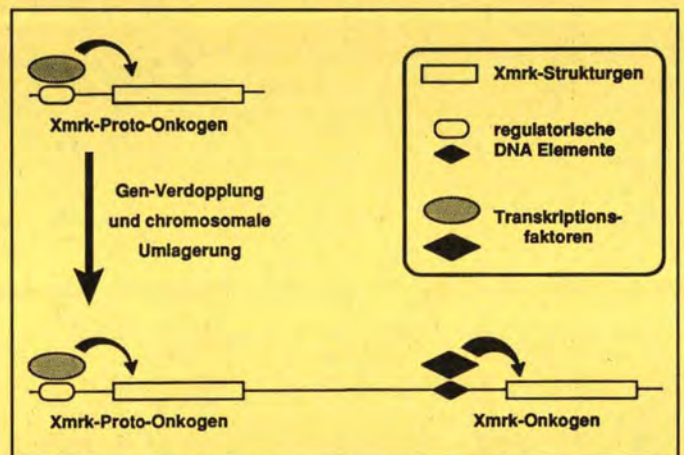 Xmrk-Proto-Onkogen
Gen-Verdopplung
und chromosomale
Umlagerung
Xmrk-Strukturgen
regulatorische
DNA Elemente
Transkriptions-
faktoren
Xmrk-Proto-Onkogen
Xmrk-Onkogen